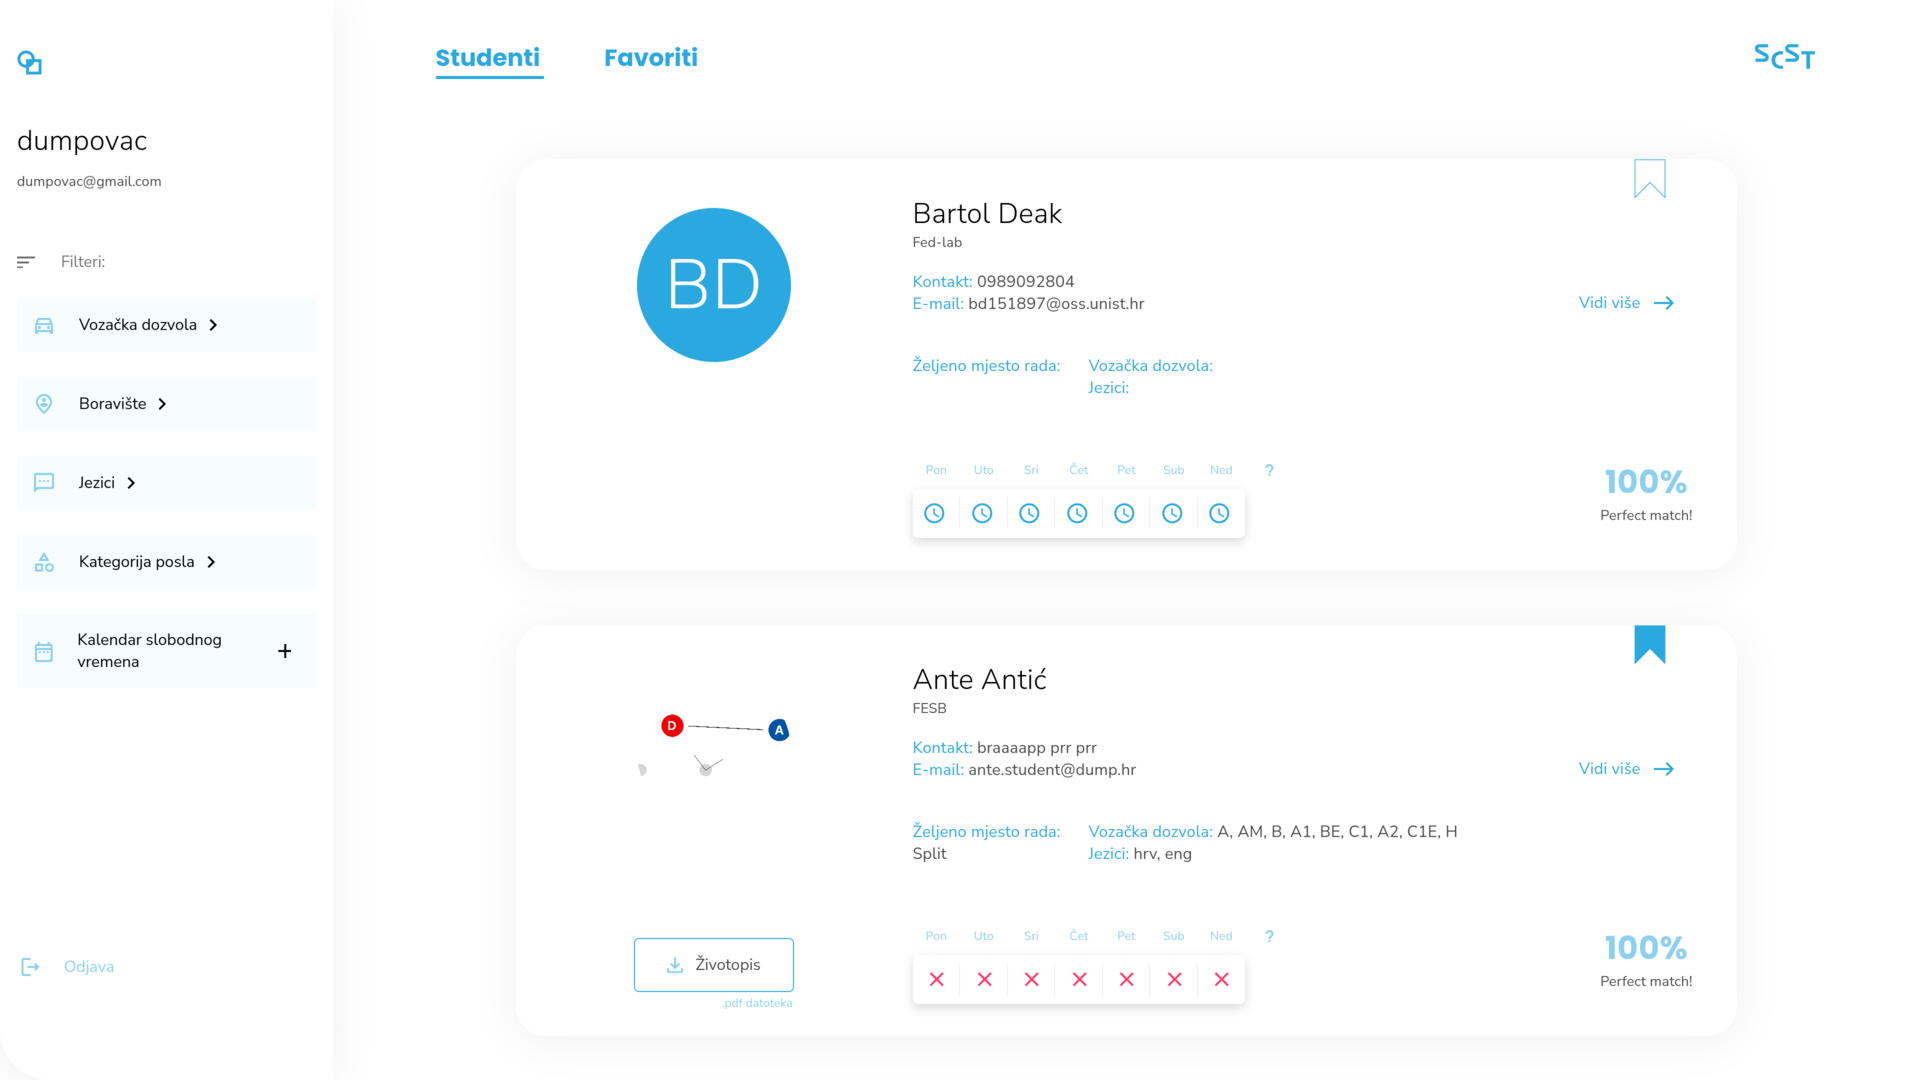 dumpovac
dumpovac@gmail.com
Filteri:
Vozačka dozvola
Boravište
Jezici
Kategorija posla
Kalendar slobodnog
vremena
Odjava
Studenti
Favoriti
SCST
BD
Bartol Deak
Fed-lab
Kontakt: 0989092804
E-mail: bd151897@oss.unist.hr
Vidi više
Željeno mjesto rada:
Vozačka dozvola:
Jezici:
Pon Uto Sri Čet Pet Sub Ned ?
100%
Perfect match!
D
A
Ante Antić
FESB
Kontakt: braaaapp prr prr
E-mail: ante.student@dump.hr
Vidi više
Željeno mjesto rada:
Split
Vozačka dozvola: A, AM, B, A1, BE, C1, A2, C1E, H
Jezici: hrv, eng
Životopis
.pdf datoteka
Pon Uto Sri Čet Pet Sub Ned ?
100%
Perfect match!